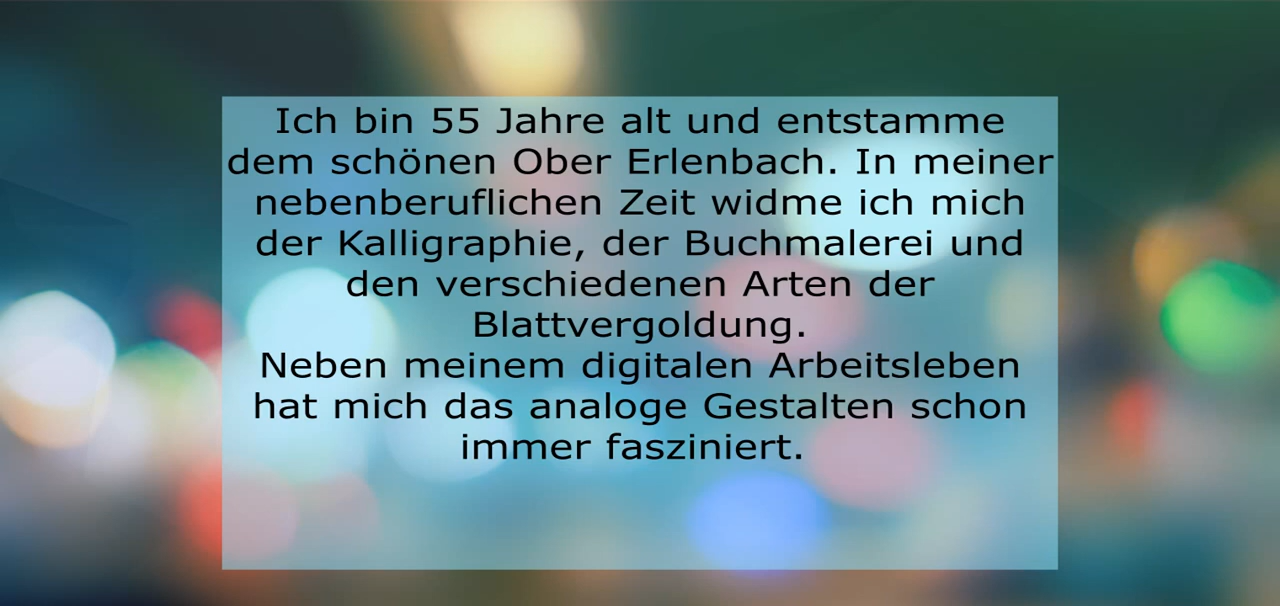 Ich bin 55 Jahre alt und entstamme
dem schönen Ober Erlenbach. In meiner
nebenberuflichen Zeit widme ich mich
der Kalligraphie, der Buchmalerei und
den verschiedenen Arten der
Blattvergoldung.
Neben meinem digitalen Arbeitsleben
hat mich das analoge Gestalten schon
immer fasziniert.